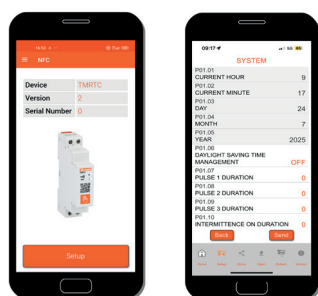 NFC
Device TMRTC
Version 2
Serial Number 0
Setup
09:17
SYSTEM
P01.01
CURRENT HOUR 9
P01.02
CURRENT MINUTE 17
P01.03
DAY 24
P01.04
MONTH 7
P01.05
YEAR 2025
P01.06
DAYLIGHT SAVING TIME
MANAGEMENT OFF
P01.07
PULSE 1 DURATION 0
P01.08
PULSE 2 DURATION 0
P01.09
PULSE 3 DURATION 0
P01.10
INTERMITTENCE ON DURATION 0
Back Send